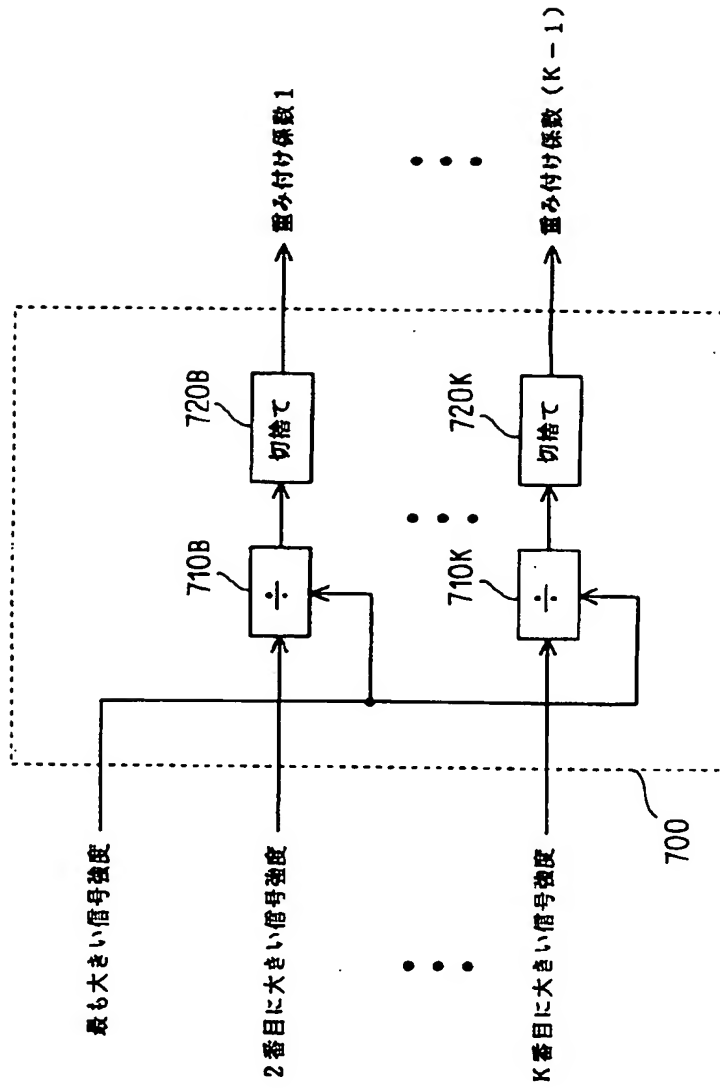 最も大きい信号強度
2番目に大きい信号強度
K番目に大きい信号強度
700
710B
÷
720B
切捨て
710K
÷
720K
切捨て
重み付け係数1
重み付け係数(K-1)